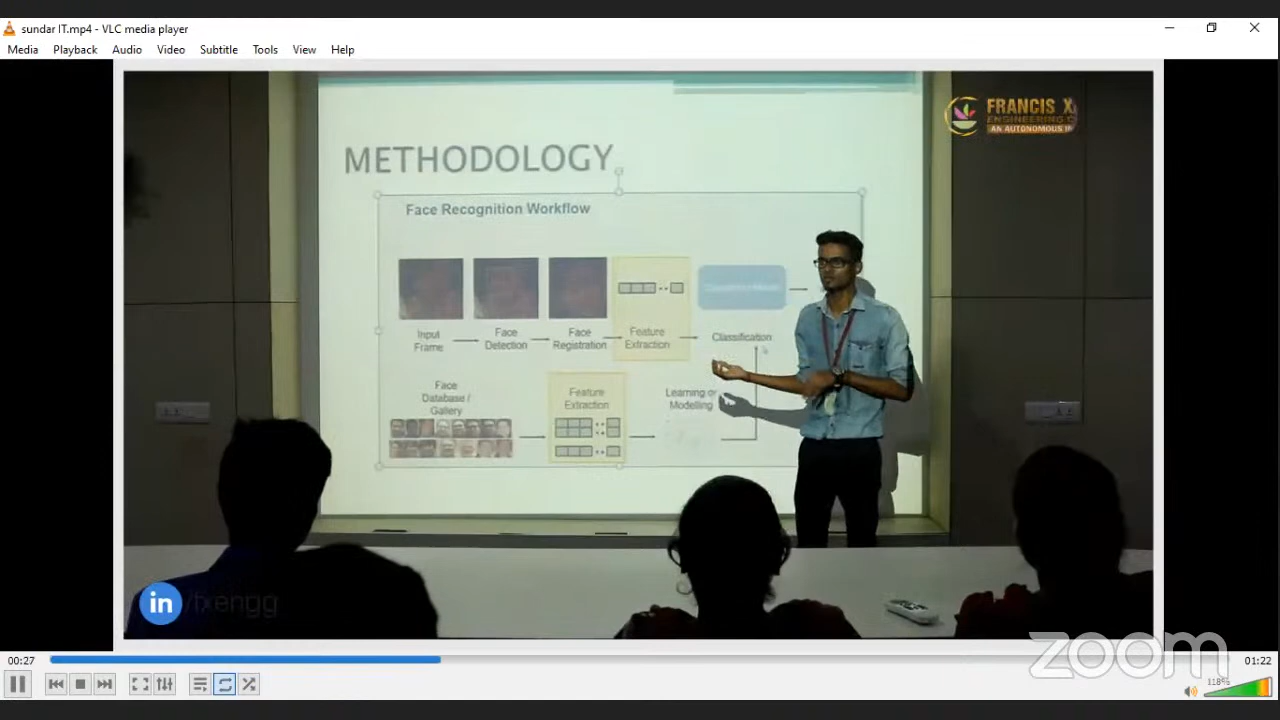 sundar IT.mp4 - VLC media player
Media Playback Audio Video Subtitle Tools View Help
FRANCIS X
ENGINEERING C
AN AUTONOMOUS I
METHODOLOGY
Face Recognition Workflow
Input
Frame
Face
Detection
Face
Registration
Feature
Extraction
Classification
Face
Database /
Gallery
Feature
Extraction
Learning or
Modelling
in /fxengg
zoom
00:27
01:22
118%